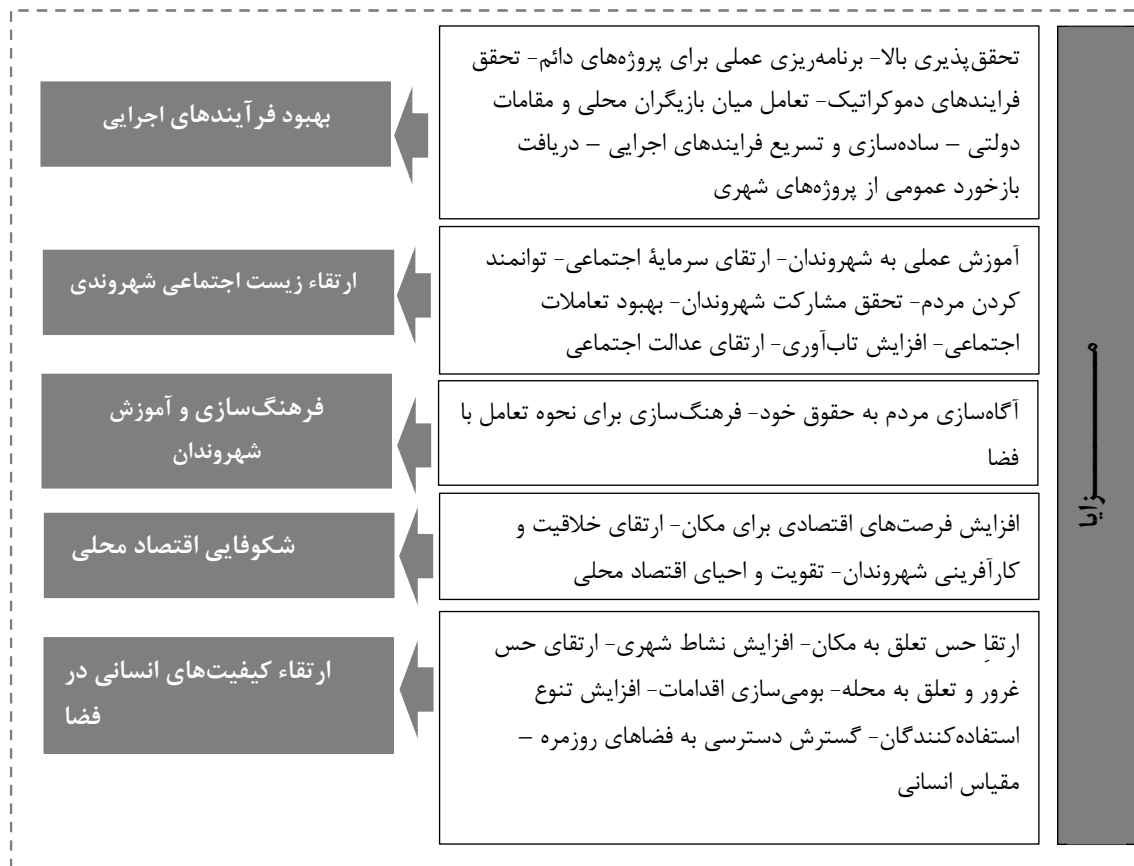 مـــــــزایا
تحقق‌پذیری بالا- برنامه‌ریزی عملی برای پروژه‌های دائم- تحقق
فرایندهای دموکراتیک- تعامل میان بازیگران محلی و مقامات
دولتی – ساده‌سازی و تسریع فرایندهای اجرایی – دریافت
بازخورد عمومی از پروژه‌های شهری
بهبود فرآیندهای اجرایی
آموزش عملی به شهروندان- ارتقای سرمایۀ اجتماعی- توانمند
کردن مردم- تحقق مشارکت شهروندان- بهبود تعاملات
اجتماعی- افزایش تاب‌آوری- ارتقای عدالت اجتماعی
ارتقاء زیست اجتماعی شهروندی
آگاه‌سازی مردم به حقوق خود- فرهنگ‌سازی برای نحوه تعامل با
فضا
فرهنگ‌سازی و آموزش
شهروندان
افزایش فرصت‌های اقتصادی برای مکان- ارتقای خلاقیت و
کارآفرینی شهروندان- تقویت و احیای اقتصاد محلی
شکوفایی اقتصاد محلی
ارتقاِ حس تعلق به مکان- افزایش نشاط شهری- ارتقای حس
غرور و تعلق به محله- بومی‌سازی اقدامات- افزایش تنوع
استفاده‌کنندگان- گسترش دسترسی به فضاهای روزمره –
مقیاس انسانی
ارتقاء کیفیت‌های انسانی در
فضا